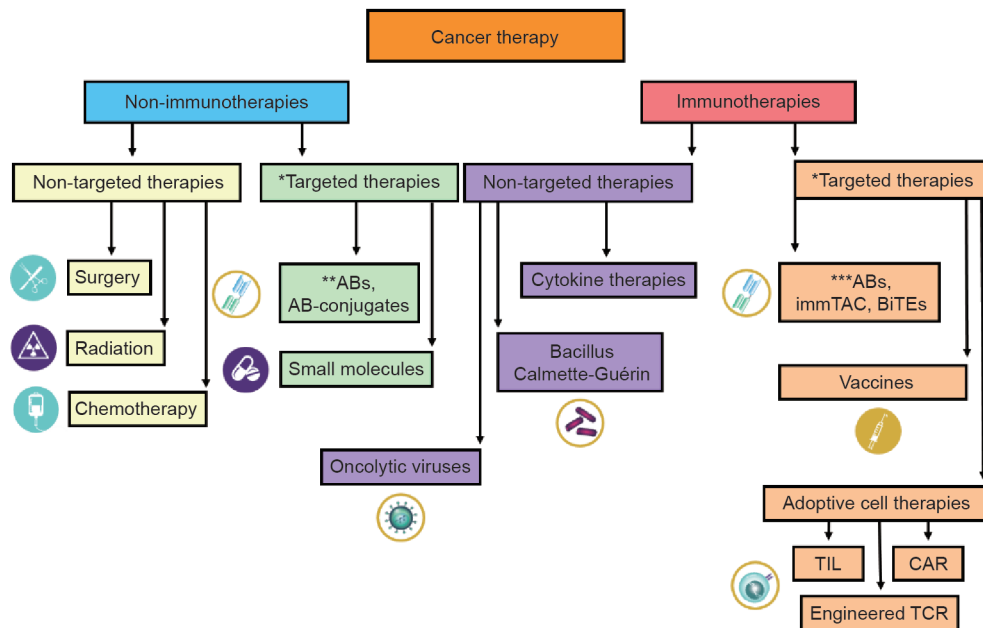 Cancer therapy
Non-immunotherapies
Immunotherapies
Non-targeted therapies
*Targeted therapies
Non-targeted therapies
*Targeted therapies
Surgery
**ABs,
AB-conjugates
Cytokine therapies
***ABs,
immTAC, BiTEs
Radiation
Small molecules
Bacillus
Calmette-Guérin
Vaccines
Chemotherapy
Oncolytic viruses
Adoptive cell therapies
TIL
CAR
Engineered TCR